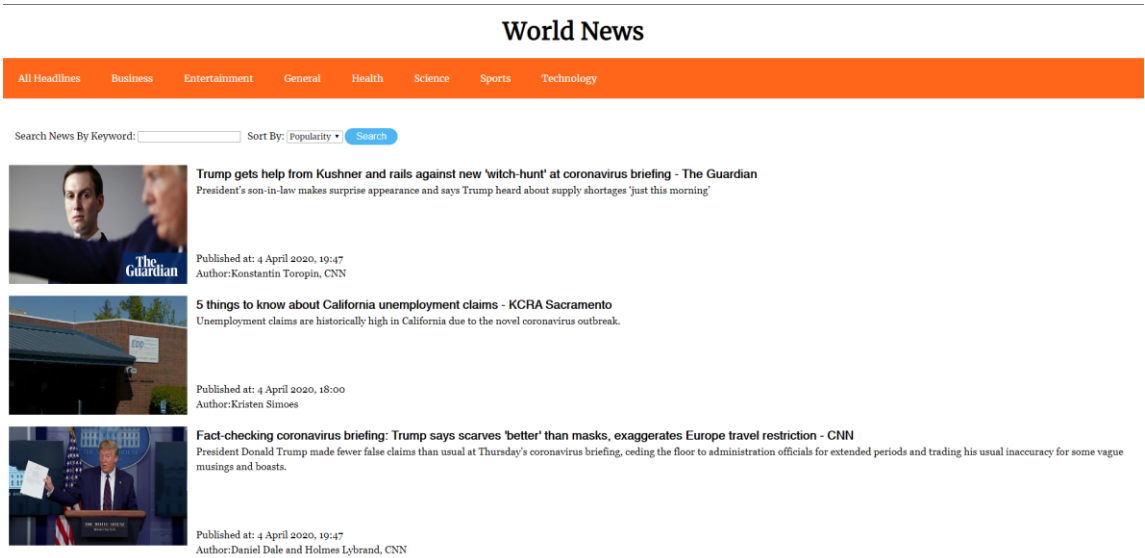 World News
All Headlines Business Entertainment General Health Science Sports Technology
Search News By Keyword: Sort By: Popularity Search
Trump gets help from Kushner and rails against new 'witch-hunt' at coronavirus briefing - The Guardian
President's son-in-law makes surprise appearance and says Trump heard about supply shortages 'just this morning'
The
Guardian
Published at: 4 April 2020, 19:47
Author:Konstantin Toropin, CNN
5 things to know about California unemployment claims - KCRA Sacramento
Unemployment claims are historically high in California due to the novel coronavirus outbreak.
EDD
Published at: 4 April 2020, 18:00
Author:Kristen Simoes
Fact-checking coronavirus briefing: Trump says scarves 'better' than masks, exaggerates Europe travel restriction - CNN
President Donald Trump made fewer false claims than usual at Thursday's coronavirus briefing, ceding the floor to administration officials for extended periods and trading his usual inaccuracy for some vague
musings and boasts.
THE WHITE HOUSE
Published at: 4 April 2020, 19:47
Author:Daniel Dale and Holmes Lybrand, CNN